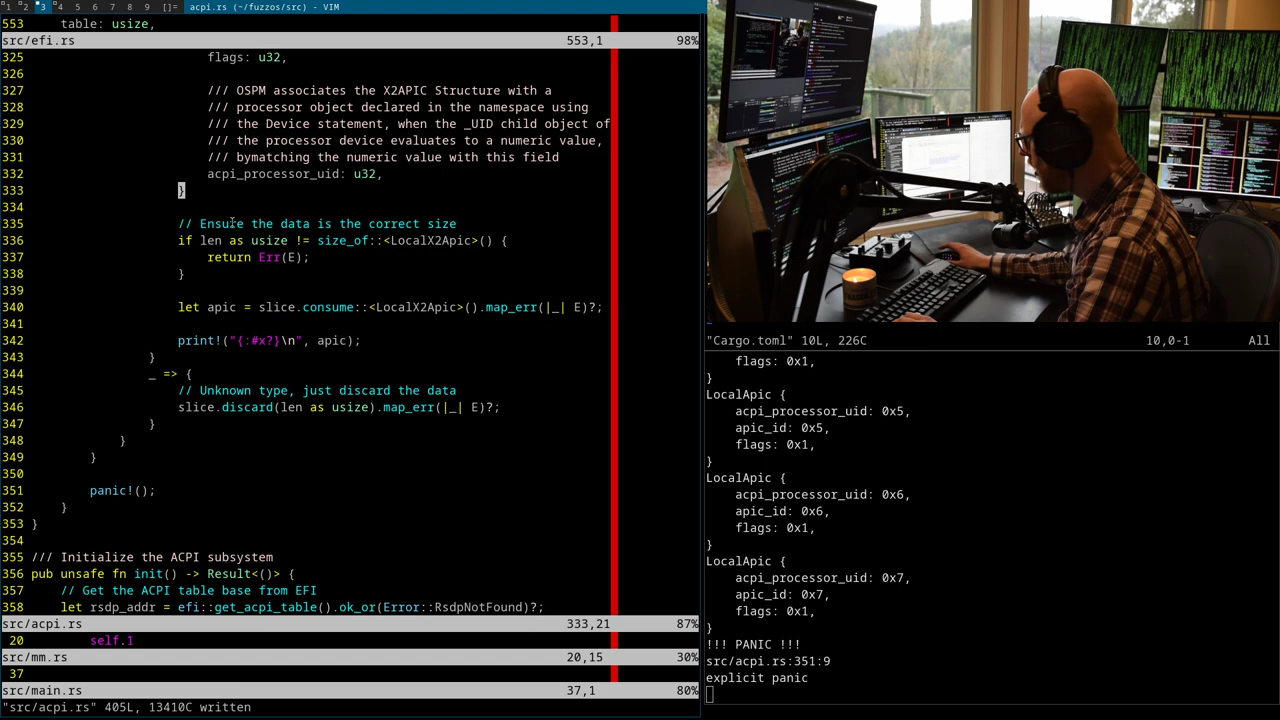 1 2 3 4 5 6 7 8 9 []= acpi.rs (~/fuzzos/src) - VIM
553     table: usize,
src/efi.rs 553,1 98%
325                         flags: u32,
326
327                         /// OSPM associates the X2APIC Structure with a
328                         /// processor object declared in the namespace using
329                         /// the Device statement, when the _UID child object of
330                         /// the processor device evaluates to a numeric value,
331                         /// bymatching the numeric value with this field
332                         acpi_processor_uid: u32,
333                     }
334
335                     // Ensure the data is the correct size
336                     if len as usize != size_of::<LocalX2Apic>() {
337                         return Err(E);
338                     }
339
340                     let apic = slice.consume::<LocalX2Apic>().map_err(|_| E)?;
341
342                     print!("{:#x?}\n", apic);
343                 }
344                 _ => {
345                     // Unknown type, just discard the data
346                     slice.discard(len as usize).map_err(|_| E)?;
347                 }
348             }
349         }
350
351         panic!();
352     }
353 }
354
355 /// Initialize the ACPI subsystem
356 pub unsafe fn init() -> Result<()> {
357     // Get the ACPI table base from EFI
358     let rsdp_addr = efi::get_acpi_table().ok_or(Error::RsdpNotFound)?;
src/acpi.rs 333,21 87%
20         self.1
src/mm.rs 20,15 30%
37
src/main.rs 37,1 80%
"src/acpi.rs" 405L, 13410C written
"Cargo.toml" 10L, 226C 10,0-1 All
    flags: 0x1,
}
LocalApic {
    acpi_processor_uid: 0x5,
    apic_id: 0x5,
    flags: 0x1,
}
LocalApic {
    acpi_processor_uid: 0x6,
    apic_id: 0x6,
    flags: 0x1,
}
LocalApic {
    acpi_processor_uid: 0x7,
    apic_id: 0x7,
    flags: 0x1,
}
!!! PANIC !!!
src/acpi.rs:351:9
explicit panic